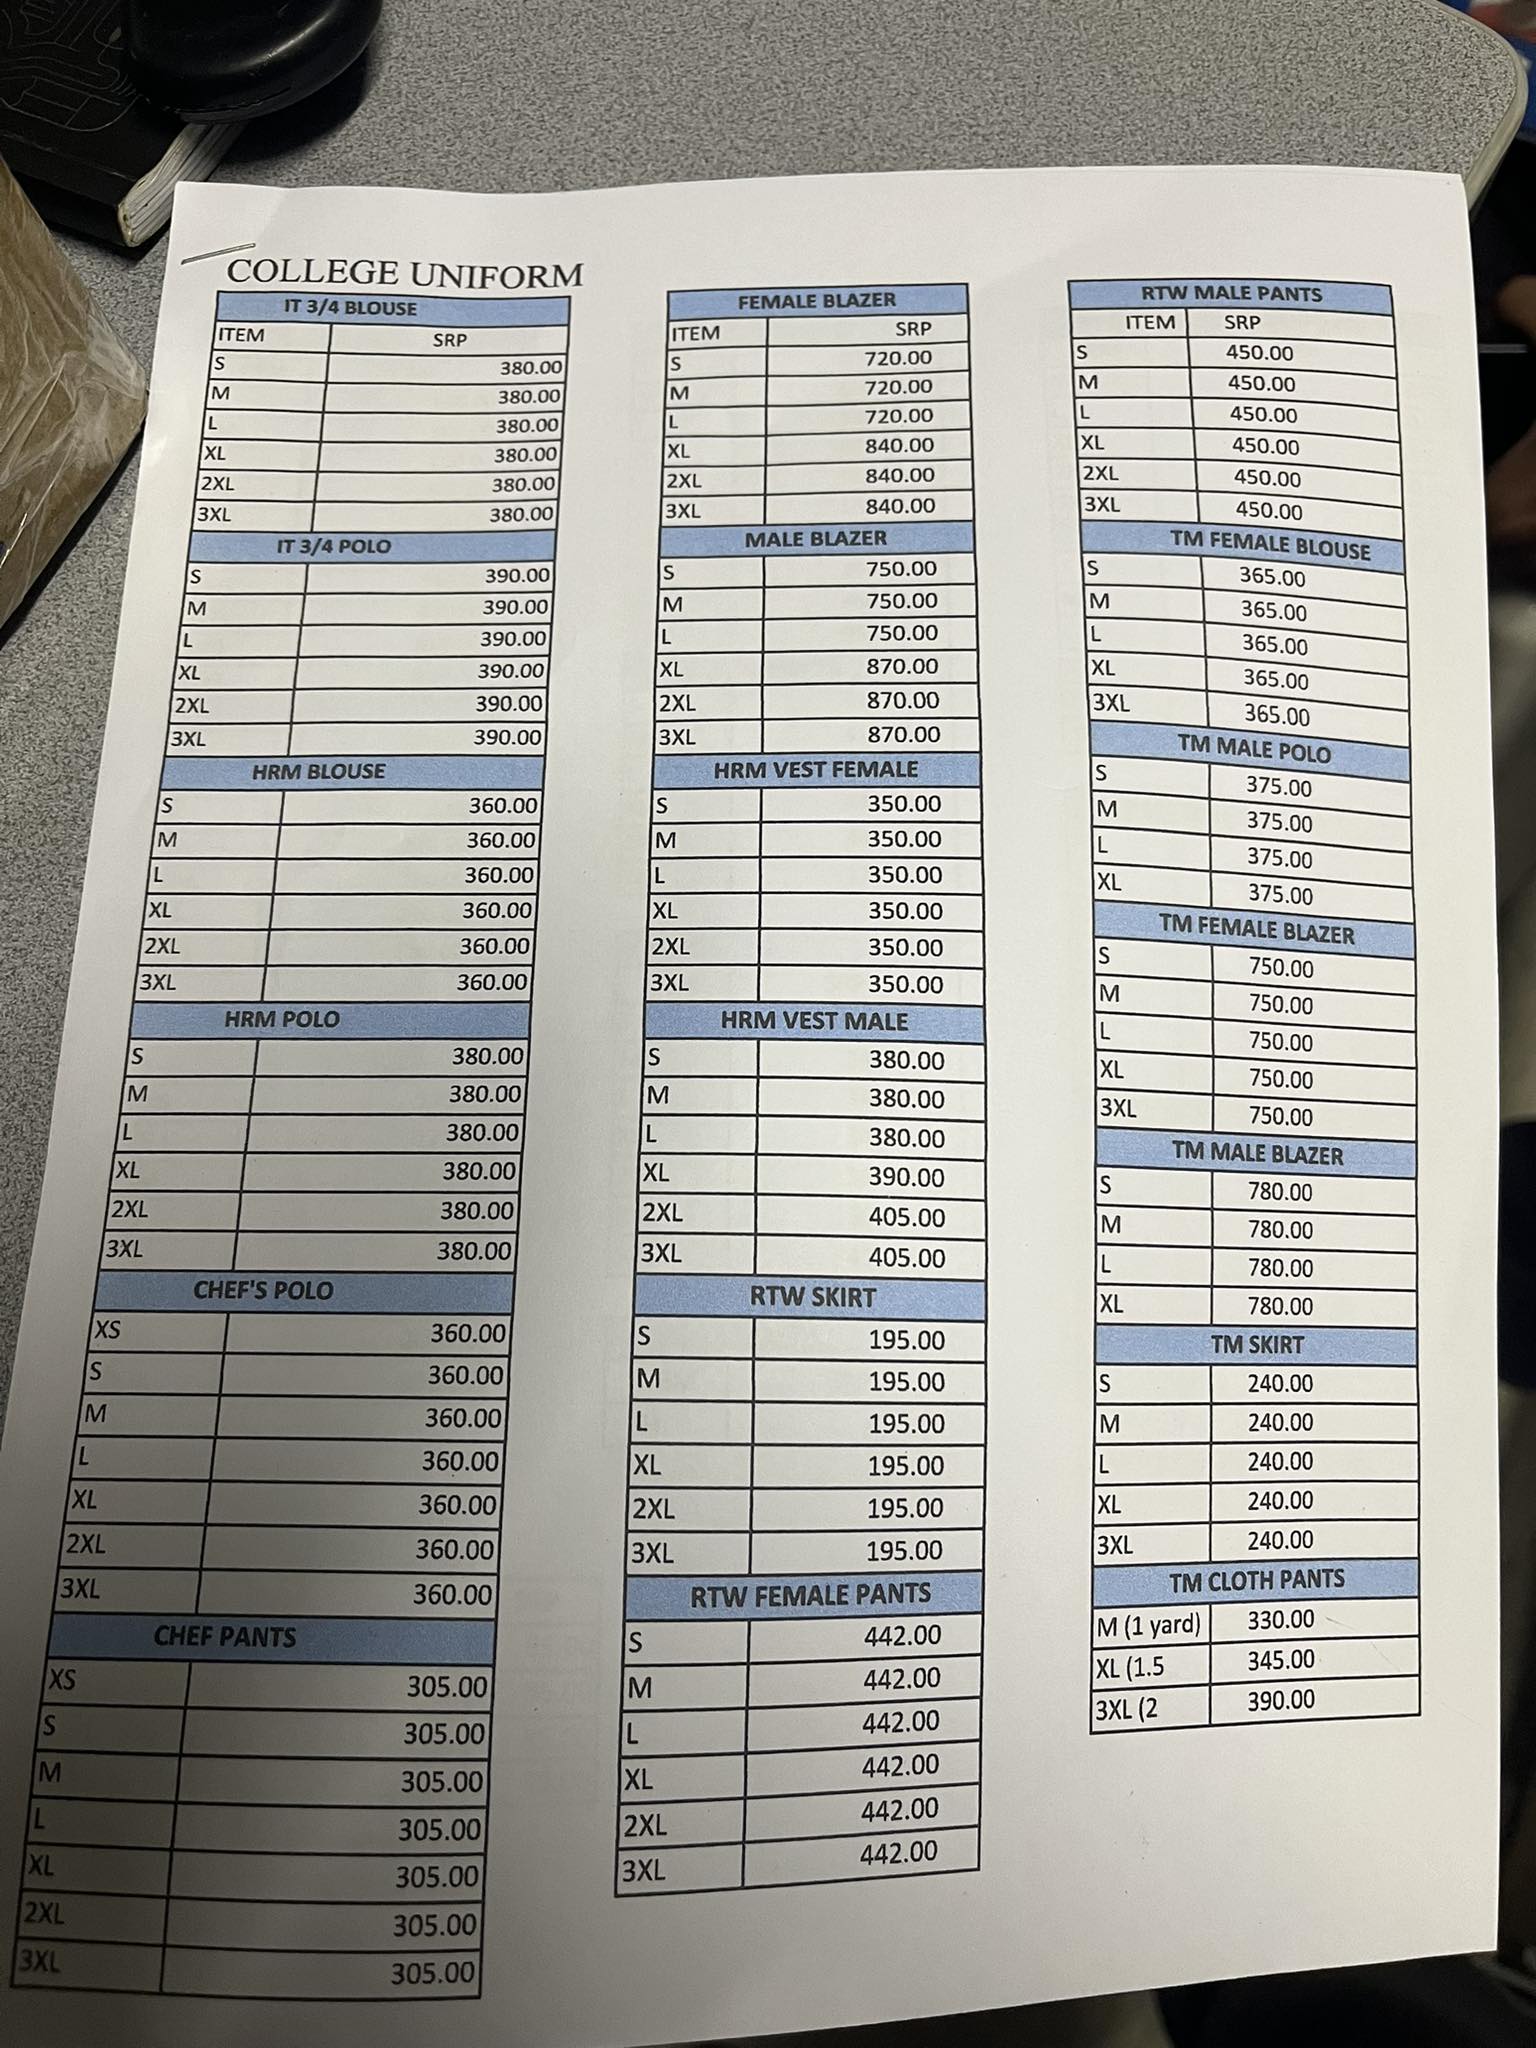 COLLEGE UNIFORM
IT 3/4 BLOUSE
ITEM SRP
S 380.00
M 380.00
L 380.00
XL 380.00
2XL 380.00
3XL 380.00
IT 3/4 POLO
S 390.00
M 390.00
L 390.00
XL 390.00
2XL 390.00
3XL 390.00
HRM BLOUSE
S 360.00
M 360.00
L 360.00
XL 360.00
2XL 360.00
3XL 360.00
HRM POLO
S 380.00
M 380.00
L 380.00
XL 380.00
2XL 380.00
3XL 380.00
CHEF'S POLO
XS 360.00
S 360.00
M 360.00
L 360.00
XL 360.00
2XL 360.00
3XL 360.00
CHEF PANTS
XS 305.00
S 305.00
M 305.00
L 305.00
XL 305.00
2XL 305.00
3XL 305.00
FEMALE BLAZER
ITEM SRP
S 720.00
M 720.00
L 720.00
XL 840.00
2XL 840.00
3XL 840.00
MALE BLAZER
S 750.00
M 750.00
L 750.00
XL 870.00
2XL 870.00
3XL 870.00
HRM VEST FEMALE
S 350.00
M 350.00
L 350.00
XL 350.00
2XL 350.00
3XL 350.00
HRM VEST MALE
S 380.00
M 380.00
L 380.00
XL 390.00
2XL 405.00
3XL 405.00
RTW SKIRT
S 195.00
M 195.00
L 195.00
XL 195.00
2XL 195.00
3XL 195.00
RTW FEMALE PANTS
S 442.00
M 442.00
L 442.00
XL 442.00
2XL 442.00
3XL 442.00
RTW MALE PANTS
ITEM SRP
S 450.00
M 450.00
L 450.00
XL 450.00
2XL 450.00
3XL 450.00
TM FEMALE BLOUSE
S 365.00
M 365.00
L 365.00
XL 365.00
3XL 365.00
TM MALE POLO
S 375.00
M 375.00
L 375.00
XL 375.00
TM FEMALE BLAZER
S 750.00
M 750.00
L 750.00
XL 750.00
3XL 750.00
TM MALE BLAZER
S 780.00
M 780.00
L 780.00
XL 780.00
TM SKIRT
S 240.00
M 240.00
L 240.00
XL 240.00
3XL 240.00
TM CLOTH PANTS
M (1 yard) 330.00
XL (1.5 345.00
3XL (2 390.00